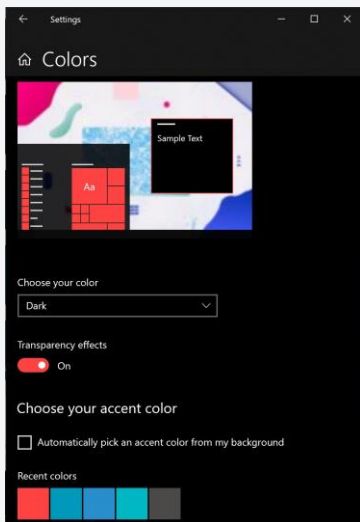 Settings
Colors
Sample Text
Aa
Choose your color
Dark
Transparency effects
On
Choose your accent color
Automatically pick an accent color from my background
Recent colors